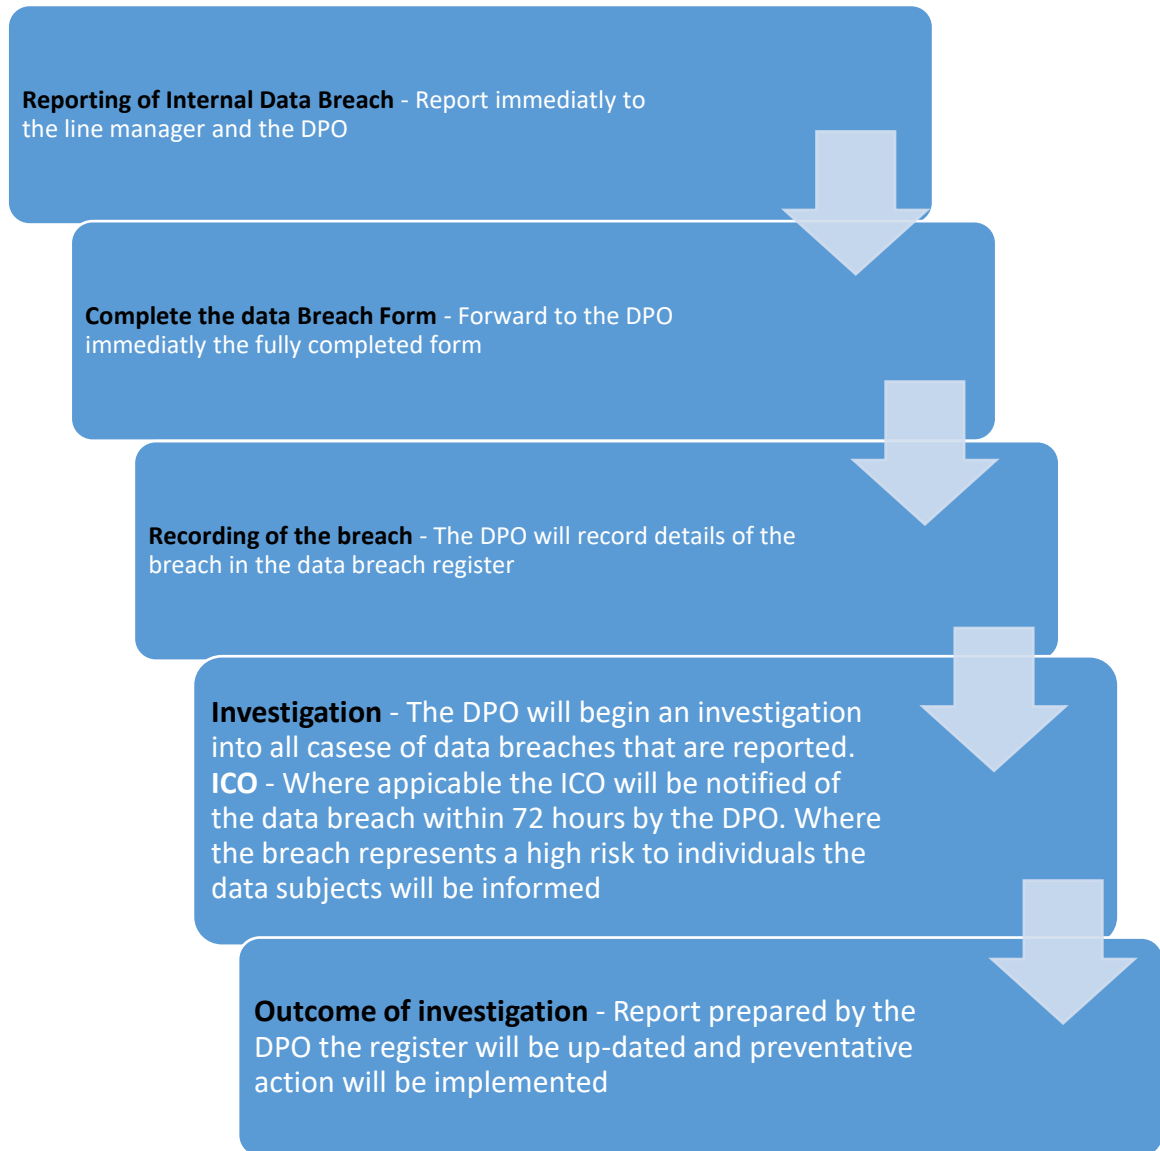 Reporting of Internal Data Breach - Report immediatly to
the line manager and the DPO
Complete the data Breach Form - Forward to the DPO
immediatly the fully completed form
Recording of the breach - The DPO will record details of the
breach in the data breach register
Investigation - The DPO will begin an investigation
into all casese of data breaches that are reported.
ICO - Where appicable the ICO will be notified of
the data breach within 72 hours by the DPO. Where
the breach represents a high risk to individuals the
data subjects will be informed
Outcome of investigation - Report prepared by the
DPO the register will be up-dated and preventative
action will be implemented